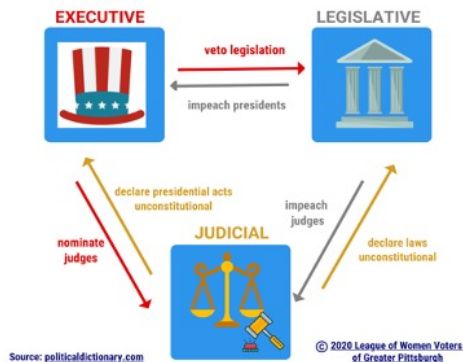 EXECUTIVE
LEGISLATIVE
veto legislation
impeach presidents
declare presidential acts
unconstitutional
impeach
judges
nominate
judges
JUDICIAL
declare laws
unconstitutional
Source: politicaldictionary.com
© 2020 League of Women Voters
of Greater Pittsburgh